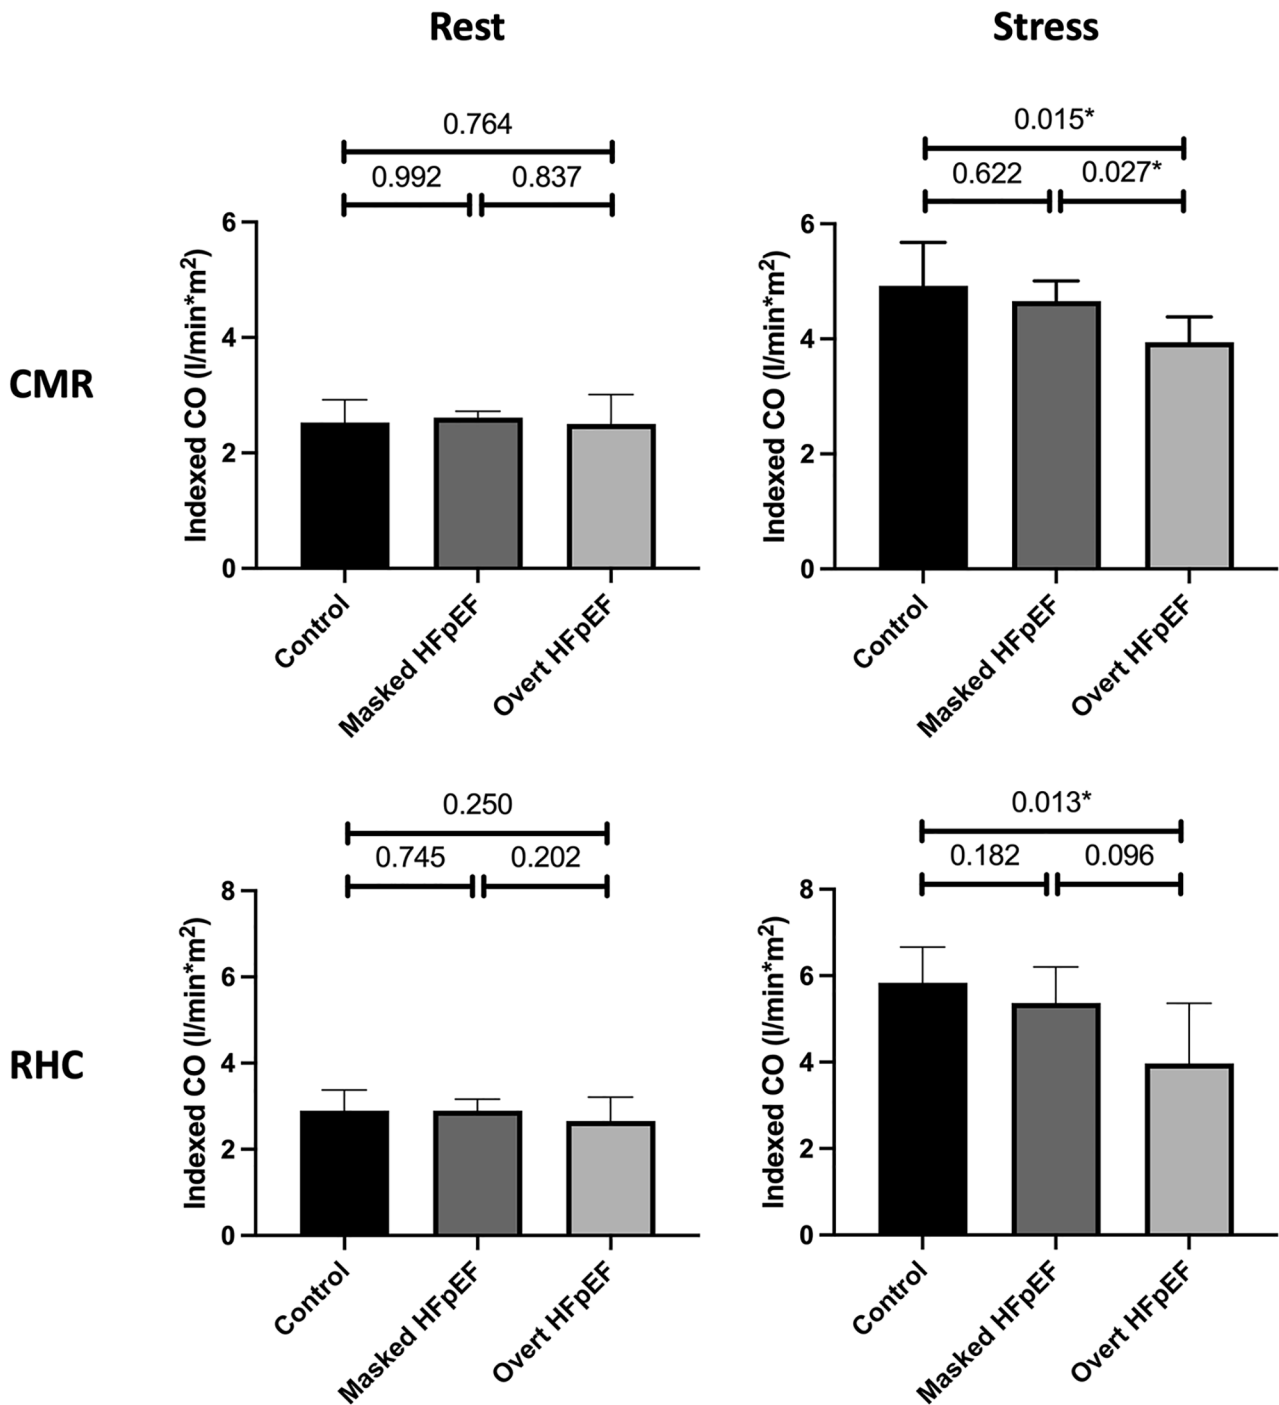 Rest
Stress
CMR
0.764
0.992 0.837
Indexed CO (l/min*m²)
6
4
2
0
Control
Masked HFpEF
Overt HFpEF
0.015*
0.622 0.027*
Indexed CO (l/min*m²)
6
4
2
0
Control
Masked HFpEF
Overt HFpEF
RHC
0.250
0.745 0.202
Indexed CO (l/min*m²)
8
6
4
2
0
Control
Masked HFpEF
Overt HFpEF
0.013*
0.182 0.096
Indexed CO (l/min*m²)
8
6
4
2
0
Control
Masked HFpEF
Overt HFpEF